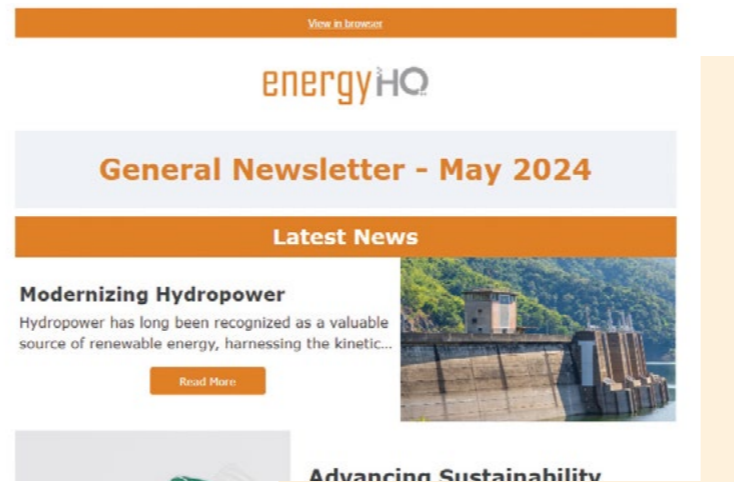 View in browser
energyHQ
General Newsletter - May 2024
Latest News
Modernizing Hydropower
Hydropower has long been recognized as a valuable
source of renewable energy, harnessing the kinetic...
Read More
Advancing Sustainability